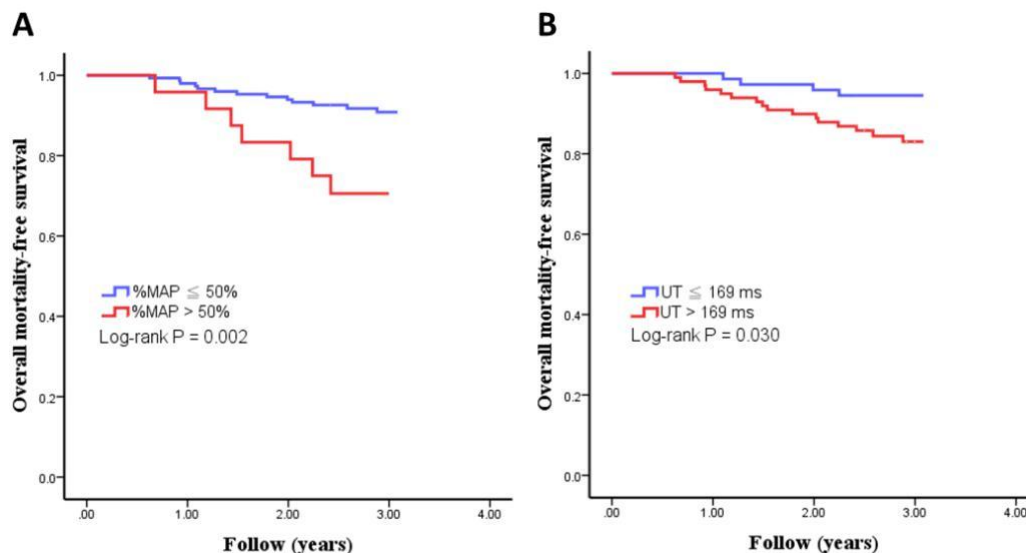 A
Overall mortality-free survival
1.0
0.8
0.6
0.4
0.2
0.0
%MAP ≦ 50%
%MAP > 50%
Log-rank P = 0.002
.00 1.00 2.00 3.00 4.00
Follow (years)
B
Overall mortality-free survival
1.0
0.8
0.6
0.4
0.2
0.0
UT ≦ 169 ms
UT > 169 ms
Log-rank P = 0.030
.00 1.00 2.00 3.00 4.00
Follow (years)